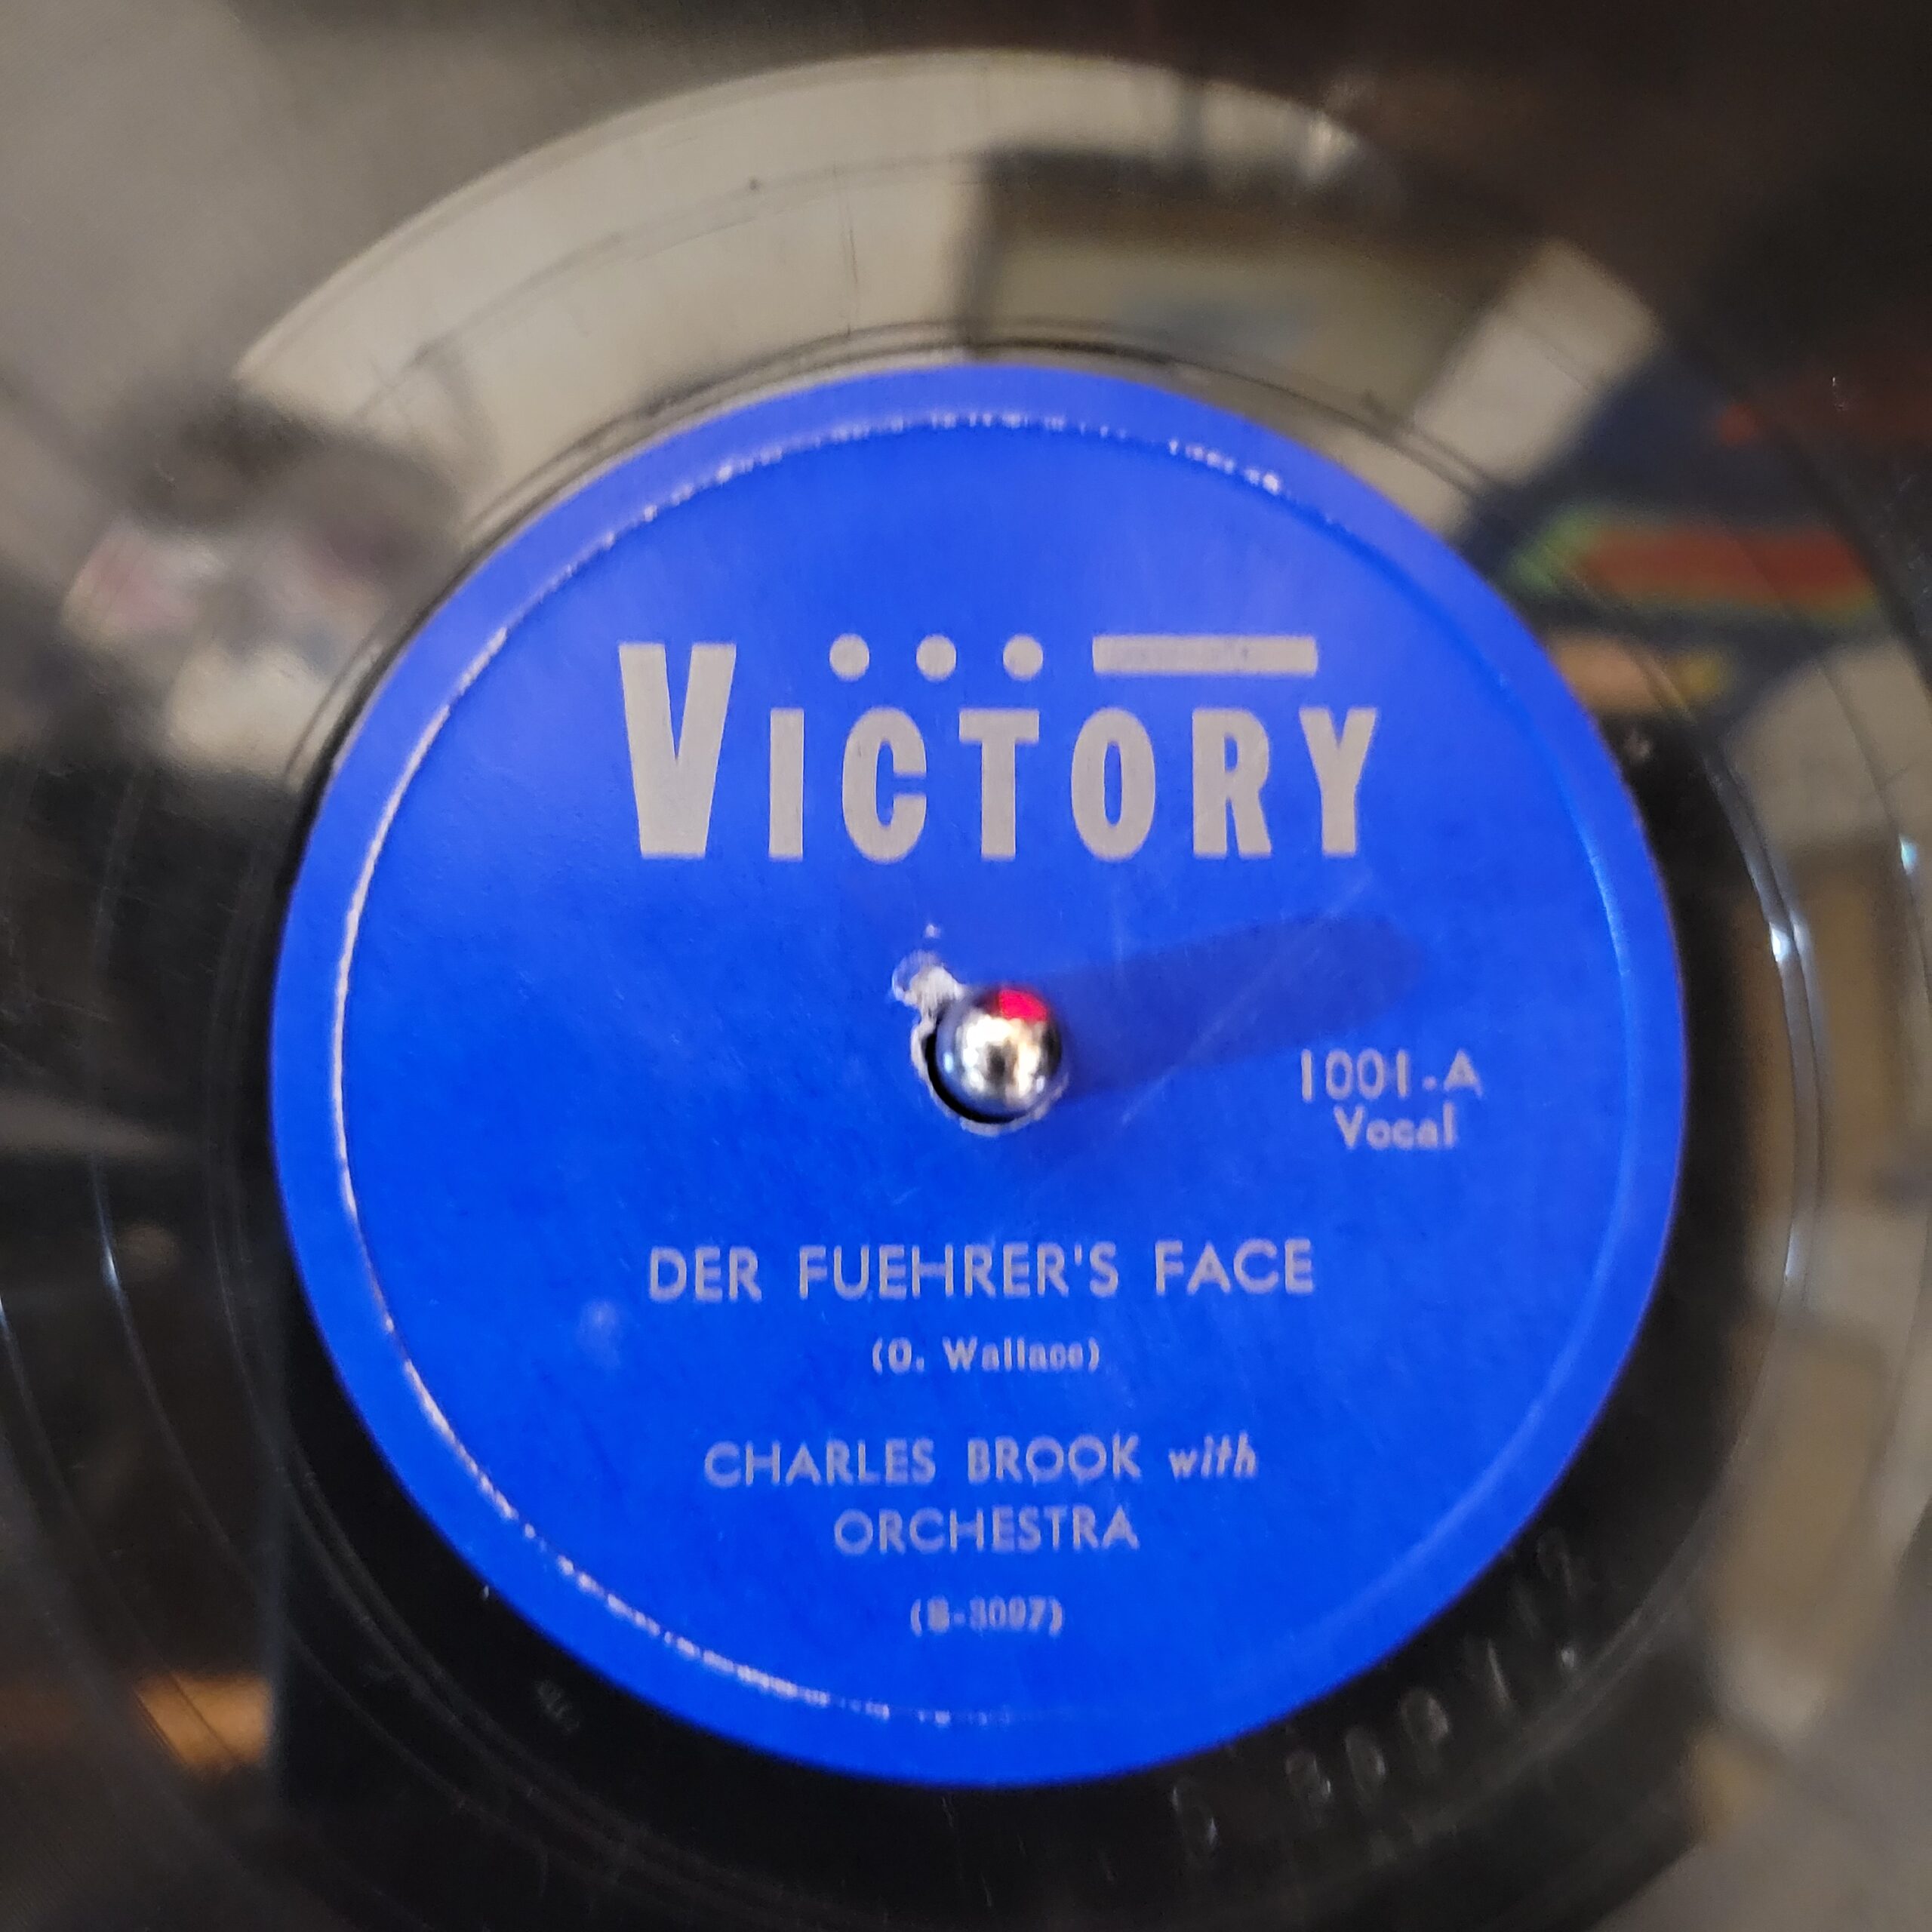 VICTORY
1001-A
Vocal
DER FUEHRER'S FACE
(O. Wallace)
CHARLES BROOK with
ORCHESTRA
(S-3097)